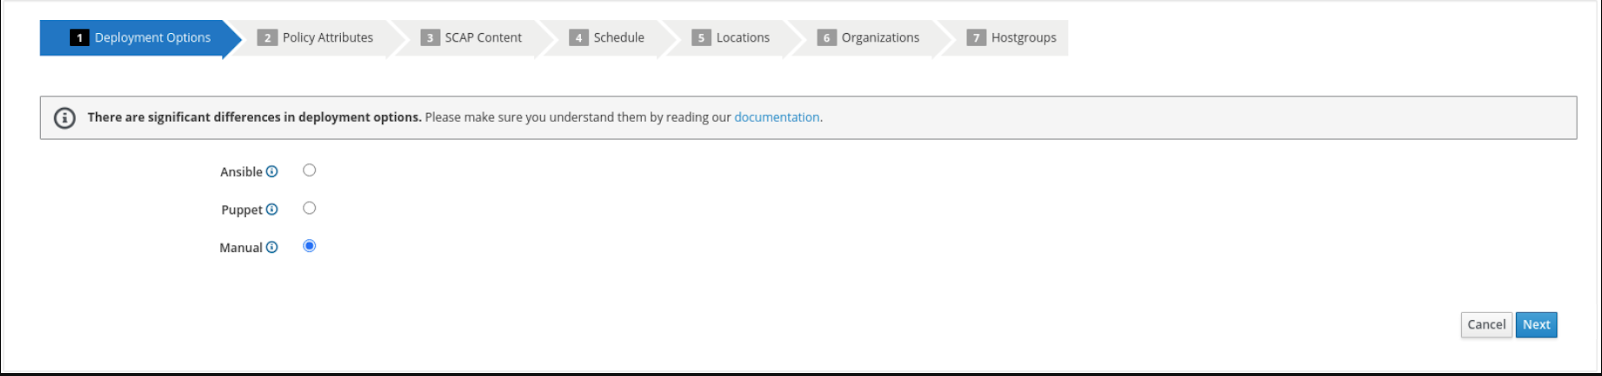 1 Deployment Options 2 Policy Attributes 3 SCAP Content 4 Schedule 5 Locations 6 Organizations 7 Hostgroups
There are significant differences in deployment options. Please make sure you understand them by reading our documentation.
Ansible
Puppet
Manual
Cancel Next